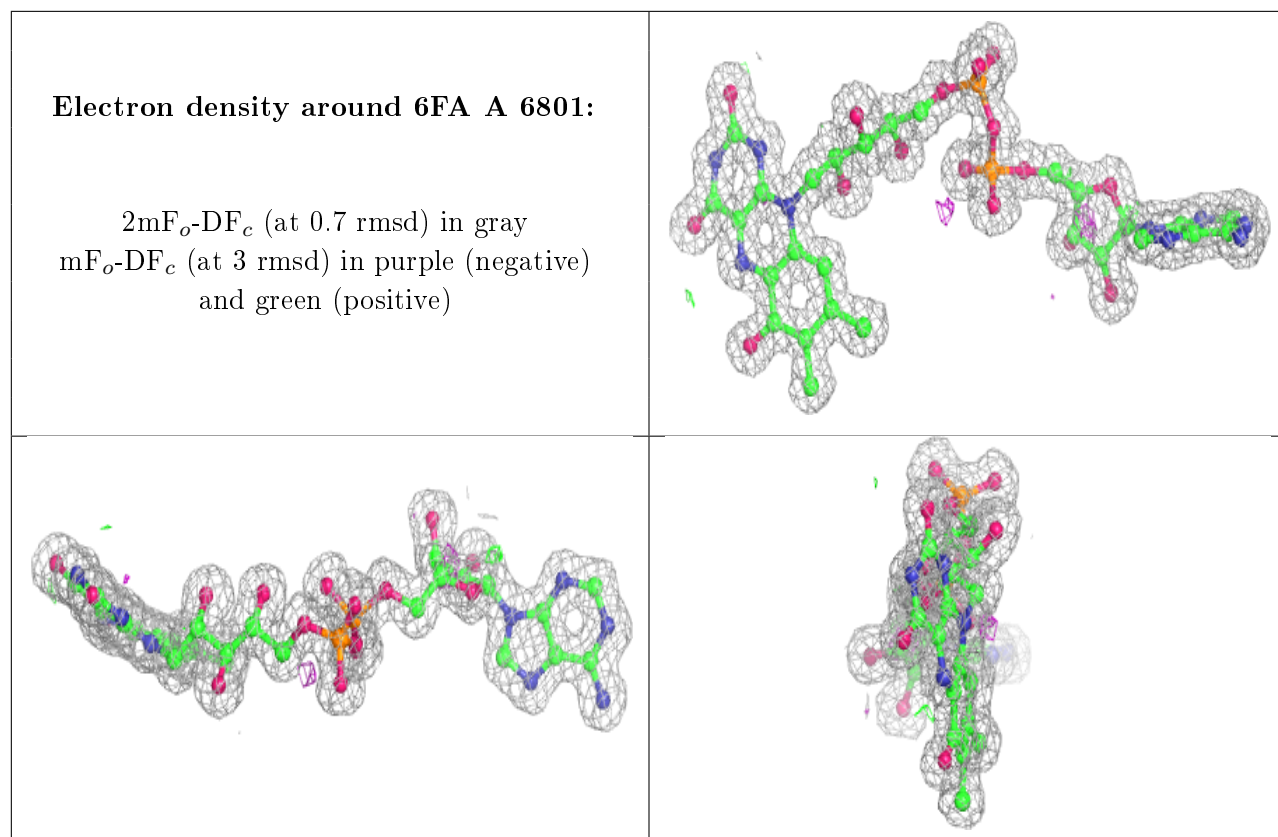 Electron density around 6FA A 6801:
2mFₒ-DF𝑐 (at 0.7 rmsd) in gray
mFₒ-DF𝑐 (at 3 rmsd) in purple (negative)
and green (positive)